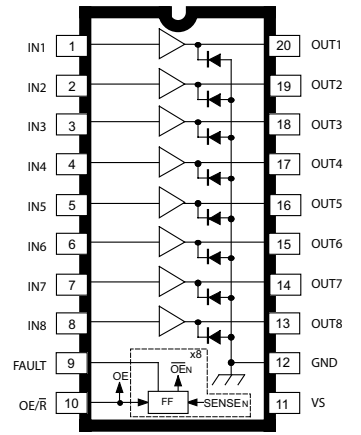 IN1 1 20 OUT1
IN2 2 19 OUT2
IN3 3 18 OUT3
IN4 4 17 OUT4
IN5 5 16 OUT5
IN6 6 15 OUT6
IN7 7 14 OUT7
IN8 8 13 OUT8
x8
FAULT 9 OE O̅E̅N 12 GND
OE/R̅ 10 FF SENSEN 11 VS